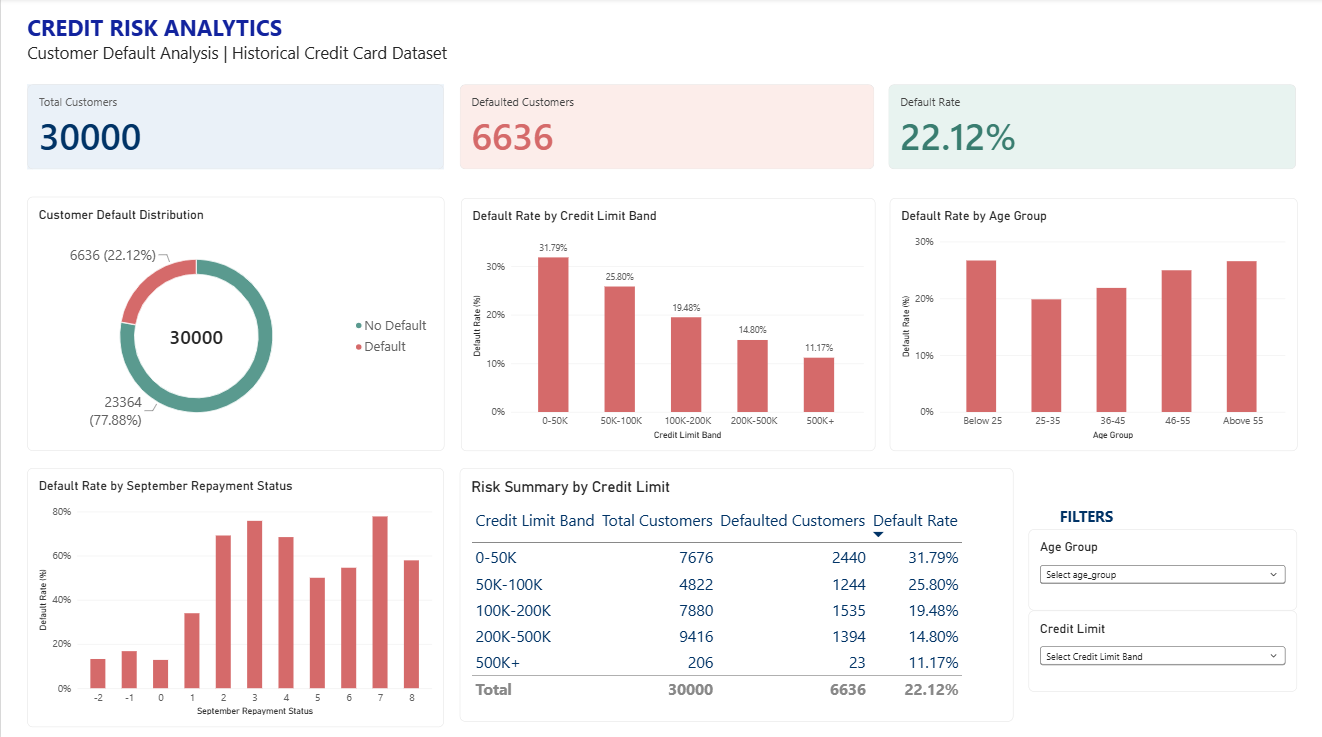 CREDIT RISK ANALYTICS
Customer Default Analysis | Historical Credit Card Dataset
Total Customers
30000
Defaulted Customers
6636
Default Rate
22.12%
Customer Default Distribution
6636 (22.12%)
30000
23364
(77.88%)
No Default
Default
Default Rate by Credit Limit Band
Default Rate (%)
30%
20%
10%
0%
31.79%
25.80%
19.48%
14.80%
11.17%
0-50K 50K-100K 100K-200K 200K-500K 500K+
Credit Limit Band
Default Rate by Age Group
Default Rate (%)
30%
20%
10%
0%
Below 25 25-35 36-45 46-55 Above 55
Age Group
Default Rate by September Repayment Status
Default Rate (%)
80%
60%
40%
20%
0%
-2 -1 0 1 2 3 4 5 6 7 8
September Repayment Status
Risk Summary by Credit Limit
Credit Limit Band Total Customers Defaulted Customers Default Rate
0-50K 7676 2440 31.79%
50K-100K 4822 1244 25.80%
100K-200K 7880 1535 19.48%
200K-500K 9416 1394 14.80%
500K+ 206 23 11.17%
Total 30000 6636 22.12%
FILTERS
Age Group
Select age_group
Credit Limit
Select Credit Limit Band